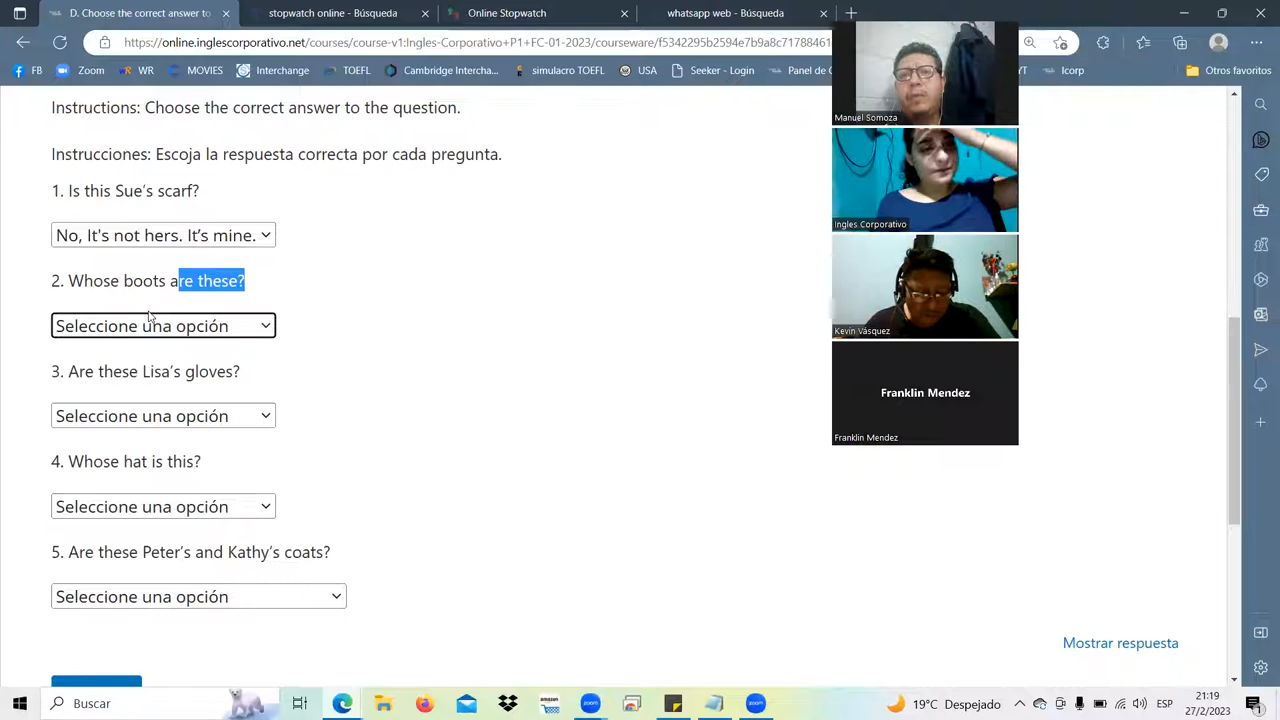 D. Choose the correct answer to
stopwatch online - Búsqueda
Online Stopwatch
whatsapp web - Búsqueda
https://online.inglescorporativo.net/courses/course-v1:Ingles-Corporativo+P1+FC-01-2023/courseware/f5342295b2594e7b9a8c71788461
FB
Zoom
WR
MOVIES
Interchange
TOEFL
Cambridge Intercha...
simulacro TOEFL
USA
Seeker - Login
Panel de
YT
Icorp
Otros favoritos
Instructions: Choose the correct answer to the question.
Instrucciones: Escoja la respuesta correcta por cada pregunta.
1. Is this Sue’s scarf?
No, It's not hers. It's mine.
2. Whose boots are these?
Seleccione una opción
3. Are these Lisa’s gloves?
Seleccione una opción
4. Whose hat is this?
Seleccione una opción
5. Are these Peter’s and Kathy’s coats?
Seleccione una opción
Mostrar respuesta
Manuel Somoza
Ingles Corporativo
Kevin Vásquez
Franklin Mendez
Franklin Mendez
Buscar
amazon
zoom
zoom
19°C Despejado
ESP
21:19
27/2/2023